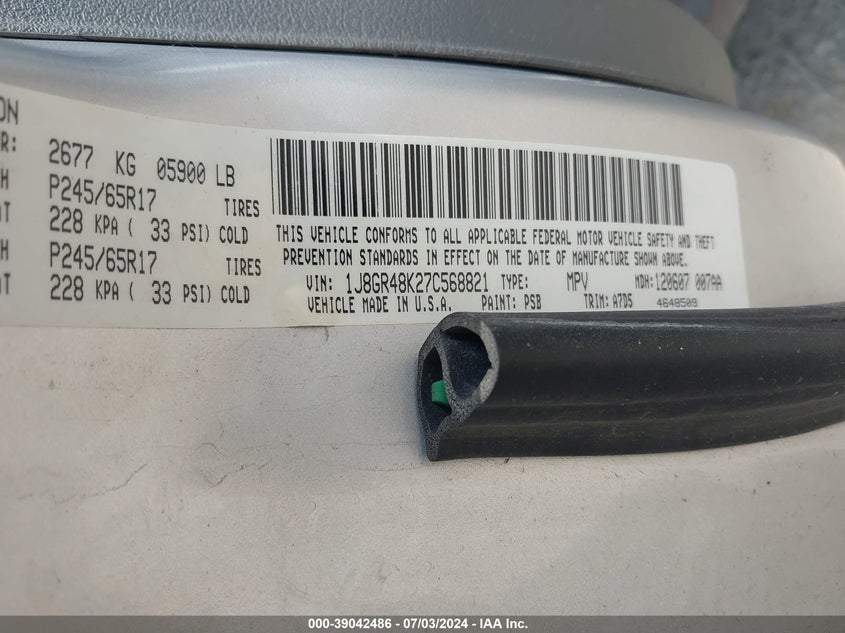 ON
R: 2677 KG 05900 LB
H P245/65R17 TIRES
OT 228 KPA ( 33 PSI) COLD
H P245/65R17 TIRES
NT 228 KPA ( 33 PSI) COLD
THIS VEHICLE CONFORMS TO ALL APPLICABLE FEDERAL MOTOR VEHICLE SAFETY AND THEFT
PREVENTION STANDARDS IN EFFECT ON THE DATE OF MANUFACTURE SHOWN ABOVE.
VIN: 1J8GR48K27C568821 TYPE: MPV MDH:120607 007AA
VEHICLE MADE IN U.S.A. PAINT: PSB TRIM: A7D5 4648509
000-39042486 - 07/03/2024 - IAA Inc.